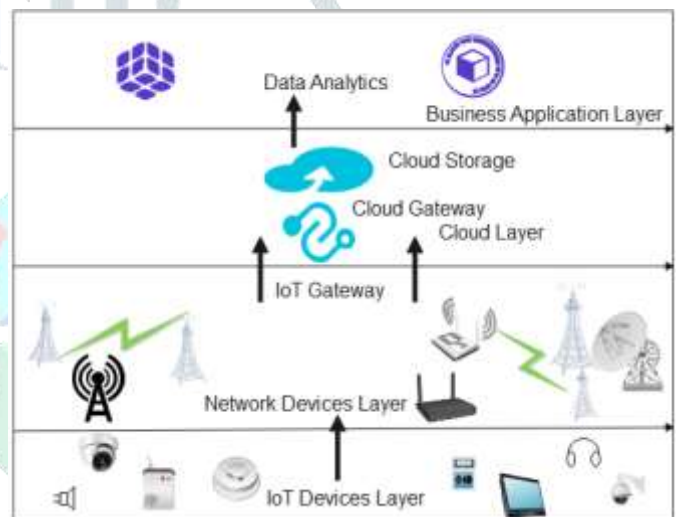 Data Analytics
Business Application Layer
Cloud Storage
Cloud Gateway
Cloud Layer
IoT Gateway
Network Devices Layer
IoT Devices Layer